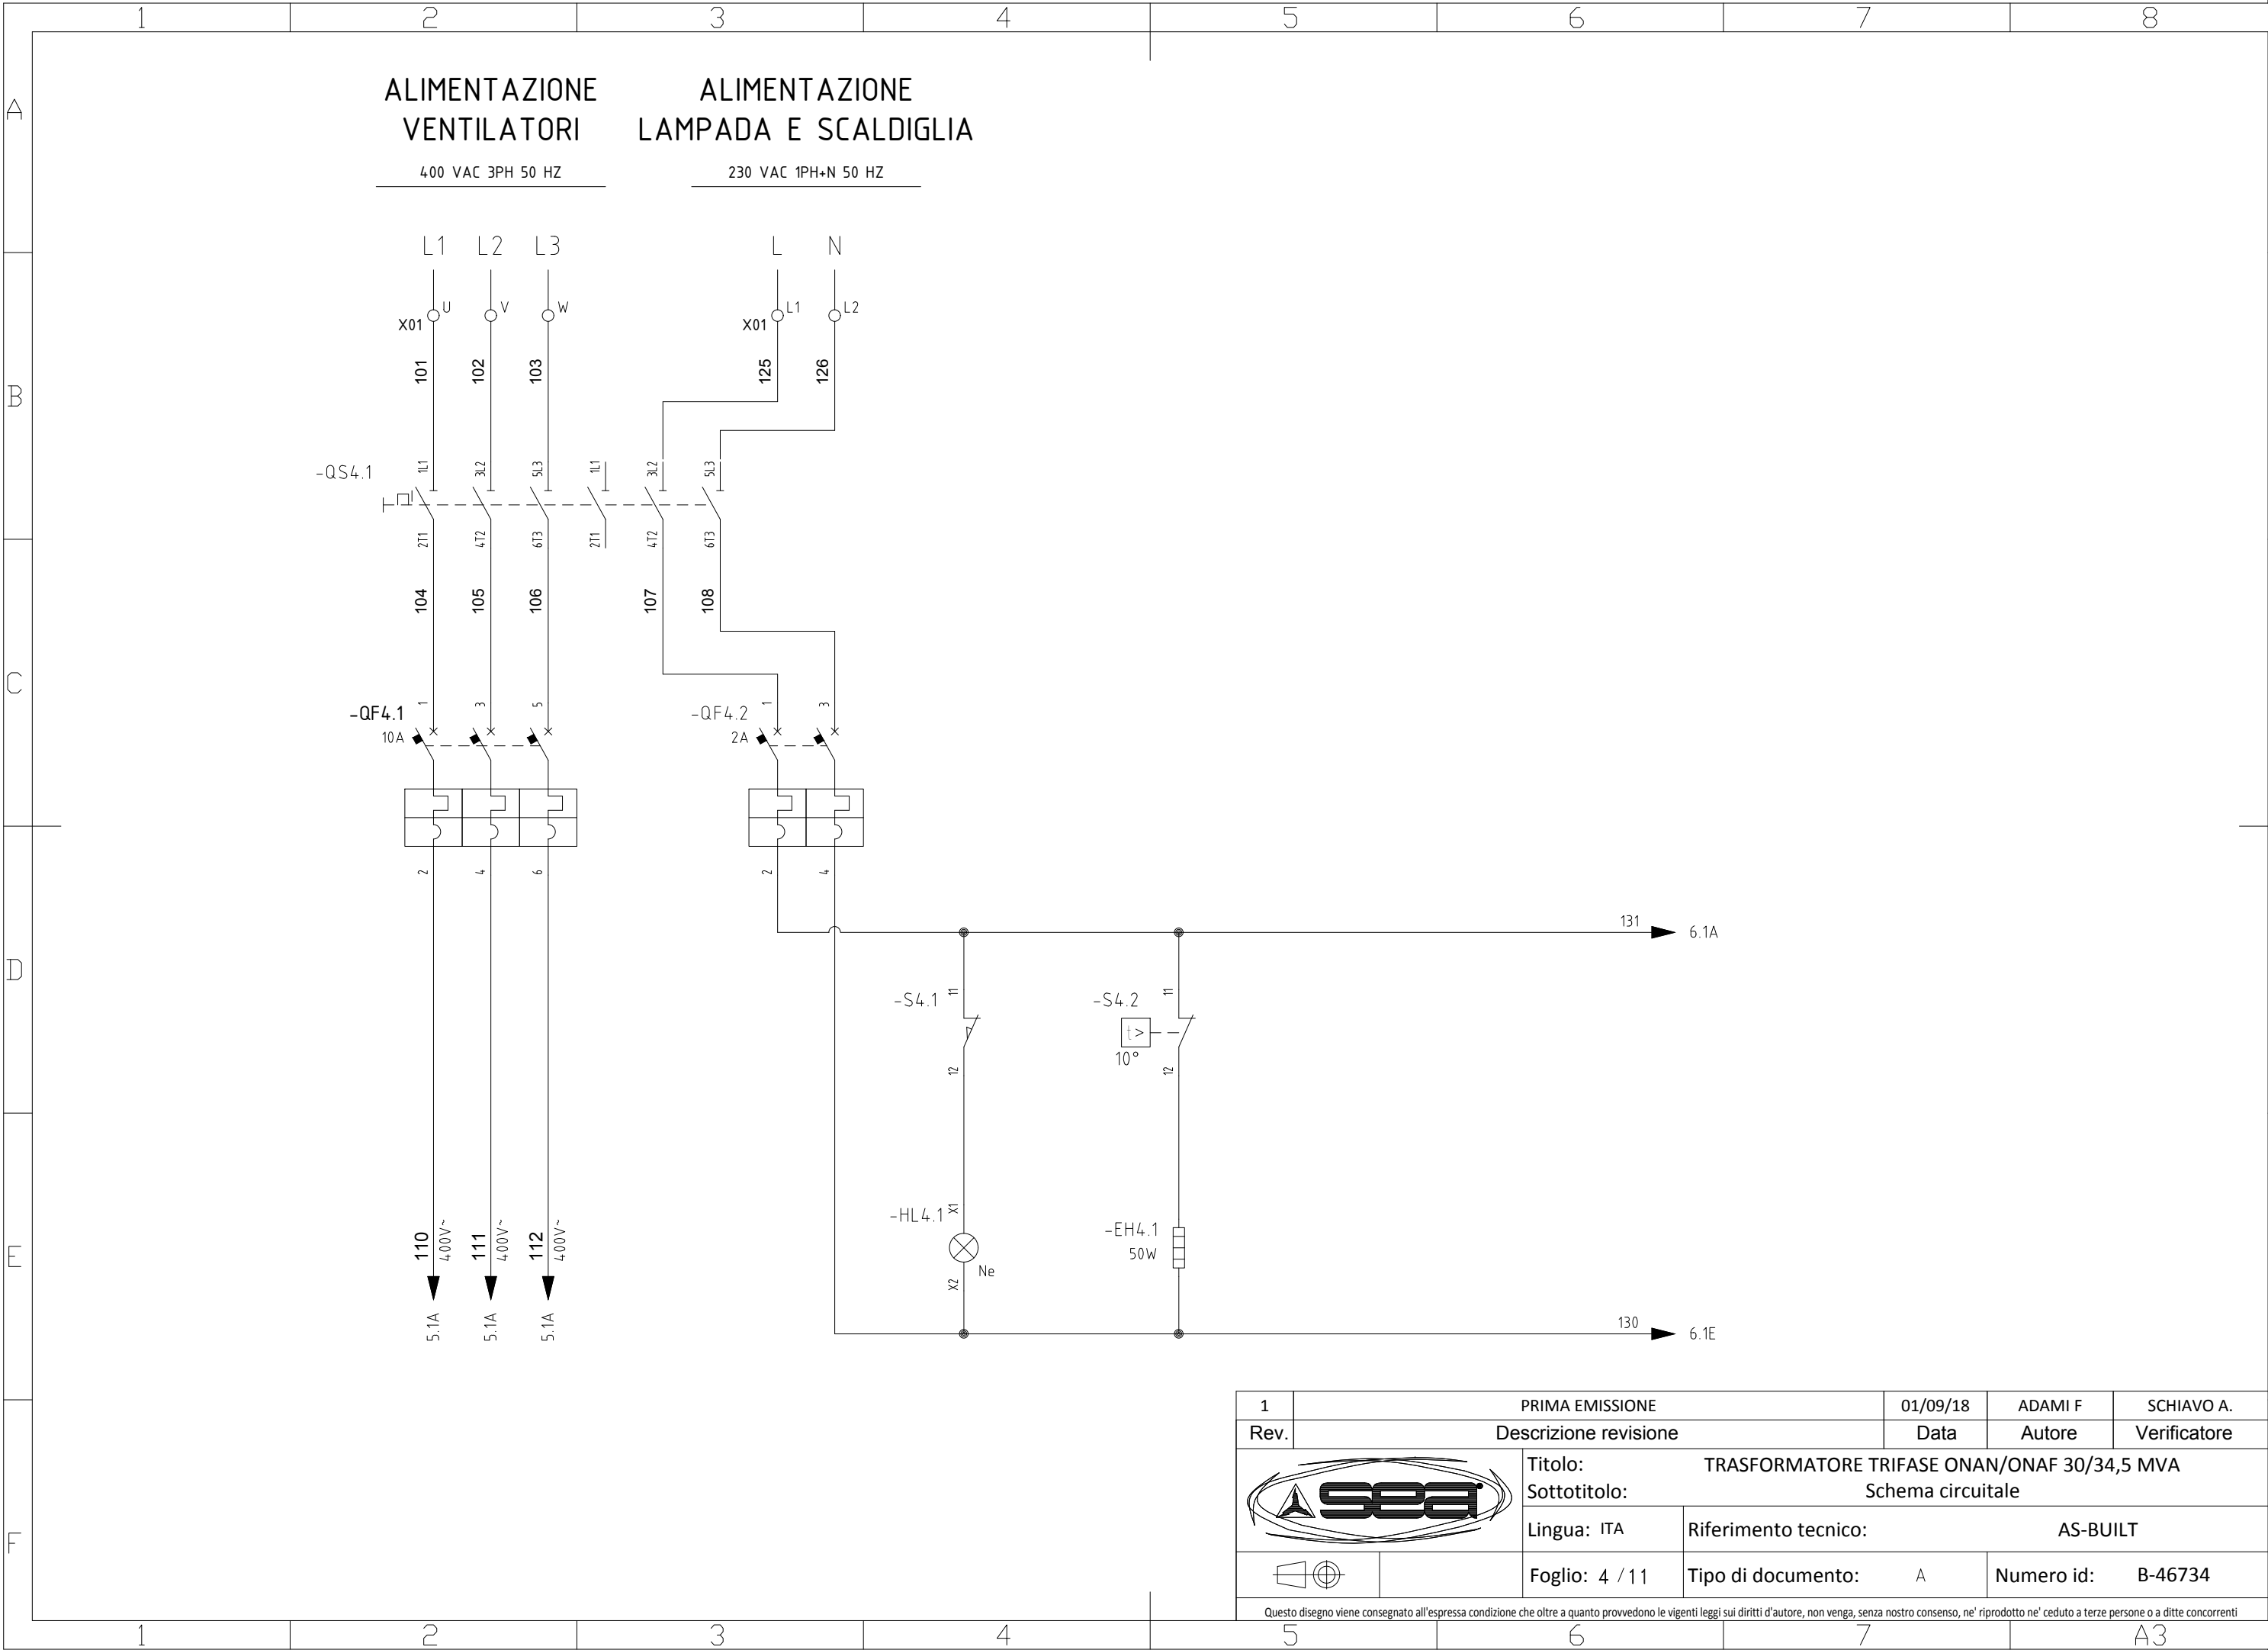 1 2 3 4 5 6 7 8
A
B
C
D
E
F
ALIMENTAZIONE
VENTILATORI
400 VAC 3PH 50 HZ
ALIMENTAZIONE
LAMPADA E SCALDIGLIA
230 VAC 1PH+N 50 HZ
L1 L2 L3 L N
X01 U V W X01 L1 L2
101 102 103 125 126
-QS4.1 1L1 3L2 5L3 1L1 3L2 5L3
2T1 4T2 6T3 2T1 4T2 6T3
104 105 106 107 108
-QF4.1 1 3 5 -QF4.2 1 3
10A 2A
2 4 6 2 4
131 6.1A
-S4.1 11 -S4.2 11
t>
10°
12 12
-HL4.1 X1 -EH4.1
50W
X2 Ne
110 400V~ 111 400V~ 112 400V~
5.1A 5.1A 5.1A
130 6.1E
1 PRIMA EMISSIONE 01/09/18 ADAMI F SCHIAVO A.
Rev. Descrizione revisione Data Autore Verificatore
sea
Titolo: TRASFORMATORE TRIFASE ONAN/ONAF 30/34,5 MVA
Sottotitolo: Schema circuitale
Lingua: ITA Riferimento tecnico: AS-BUILT
Foglio: 4 / 11 Tipo di documento: A Numero id: B-46734
Questo disegno viene consegnato all'espressa condizione che oltre a quanto provvedono le vigenti leggi sui diritti d'autore, non venga, senza nostro consenso, ne' riprodotto ne' ceduto a terze persone o a ditte concorrenti
1 2 3 4 5 6 7 A3